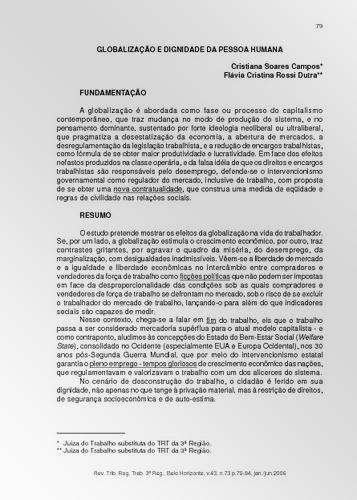 79
GLOBALIZAÇÃO E DIGNIDADE DA PESSOA HUMANA
Cristiana Soares Campos*
Flávia Cristina Rossi Dutra**
FUNDAMENTAÇÃO
A globalização é abordada como fase ou processo do capitalismo
contemporâneo, que traz mudança no modo de produção do sistema, e no
pensamento dominante, sustentado por forte ideologia neoliberal ou ultraliberal,
que pragmatiza a desestatização da economia, a abertura de mercados, a
desregulamentação da legislação trabalhista, e a redução de encargos trabalhistas,
como fórmula de se obter maior produtividade e lucratividade. Em face dos efeitos
nefastos produzidos na classe operária, e da falsa idéia de que os direitos e encargos
trabalhistas são responsáveis pelo desemprego, defende-se o intervencionismo
governamental como regulador do mercado, inclusive de trabalho, com proposta
de se obter uma nova contratualidade, que construa uma medida de eqüidade e
regras de civilidade nas relações sociais.
RESUMO
O estudo pretende mostrar os efeitos da globalização na vida do trabalhador.
Se, por um lado, a globalização estimula o crescimento econômico, por outro, traz
contrastes gritantes, por agravar o quadro da miséria, do desemprego, da
marginalização, com desigualdades inadmissíveis. Vêem-se a liberdade de mercado
e a igualdade e liberdade econômicas no intercâmbio entre compradores e
vendedores da força de trabalho como ficções políticas que não podem ser impostas
em face da desproporcionalidade das condições sob as quais compradores e
vendedores de força de trabalho se defrontam no mercado, sob o risco de se excluir
o trabalhador do mercado de trabalho, lançando-o para além do que indicadores
sociais são capazes de medir.
Nesse contexto, chega-se a falar em fim do trabalho, eis que o trabalho
passa a ser considerado mercadoria supérflua para o atual modelo capitalista - e
como contraponto, aludimos às concepções do Estado do Bem-Estar Social (Welfare
State), consolidado no Ocidente (especialmente EUA e Europa Ocidental), nos 30
anos pós-Segunda Guerra Mundial, que por meio do intervencionismo estatal
garantia o pleno emprego - tempos gloriosos de crescimento econômico das nações,
que regulamentavam e valorizavam o trabalho com um dos alicerces do sistema.
No cenário de desconstrução do trabalho, o cidadão é ferido em sua
dignidade, não apenas no que tange à privação material, mas à restrição de direitos,
de segurança socioeconômica e de auto-estima.
* Juíza do Trabalho substituta do TRT da 3ª Região.
** Juíza do Trabalho substituta do TRT da 3ª Região.
Rev. Trib. Reg. Trab. 3ª Reg., Belo Horizonte, v.43, n.73 p.79-94, jan./jun.2006